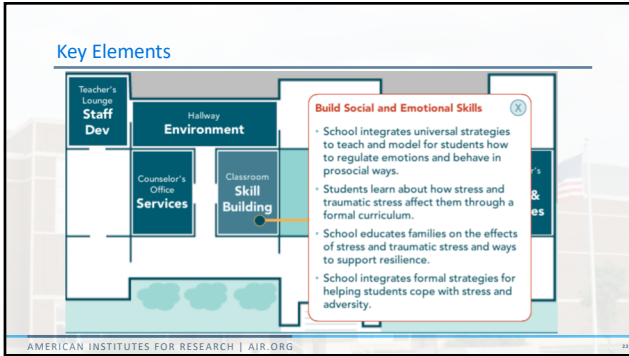 Key Elements
Teacher's
Lounge
Staff
Dev
Hallway
Environment
Counselor's
Office
Services
Classroom
Skill
Building
Build Social and Emotional Skills
X
• School integrates universal strategies
to teach and model for students how
to regulate emotions and behave in
prosocial ways.
• Students learn about how stress and
traumatic stress affect them through a
formal curriculum.
• School educates families on the effects
of stress and traumatic stress and ways
to support resilience.
• School integrates formal strategies for
helping students cope with stress and
adversity.
r's
&
es
AMERICAN INSTITUTES FOR RESEARCH | AIR.ORG
22